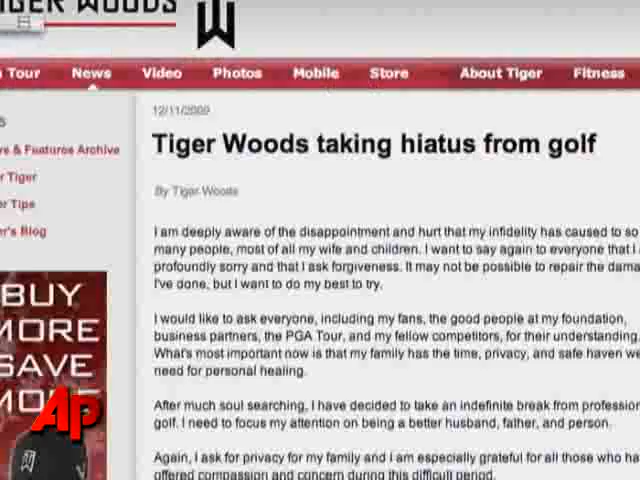 TIGER WOODS
Tour
News
Video
Photos
Mobile
Store
About Tiger
Fitness
12/11/2009
Tiger Woods taking hiatus from golf
& Features Archive
Tiger
By Tiger Woods
Tips
Blog
I am deeply aware of the disappointment and hurt that my infidelity has caused to so
many people, most of all my wife and children. I want to say again to everyone that I
profoundly sorry and that I ask forgiveness. It may not be possible to repair the
I've done, but I want to do my best to try.
BUY
MORE
SAVE
MORE
I would like to ask everyone, including my fans, the good people at my foundation,
business partners, the PGA Tour, and my fellow competitors, for their understanding.
What's most important now is that my family has the time, privacy, and safe haven
need for personal healing.
After much soul searching, I have decided to take an indefinite break from
golf. I need to focus my attention on being a better husband, father, and person.
Again, I ask for privacy for my family and I am especially grateful for all those who
offered compassion and concern during this difficult period.
AP